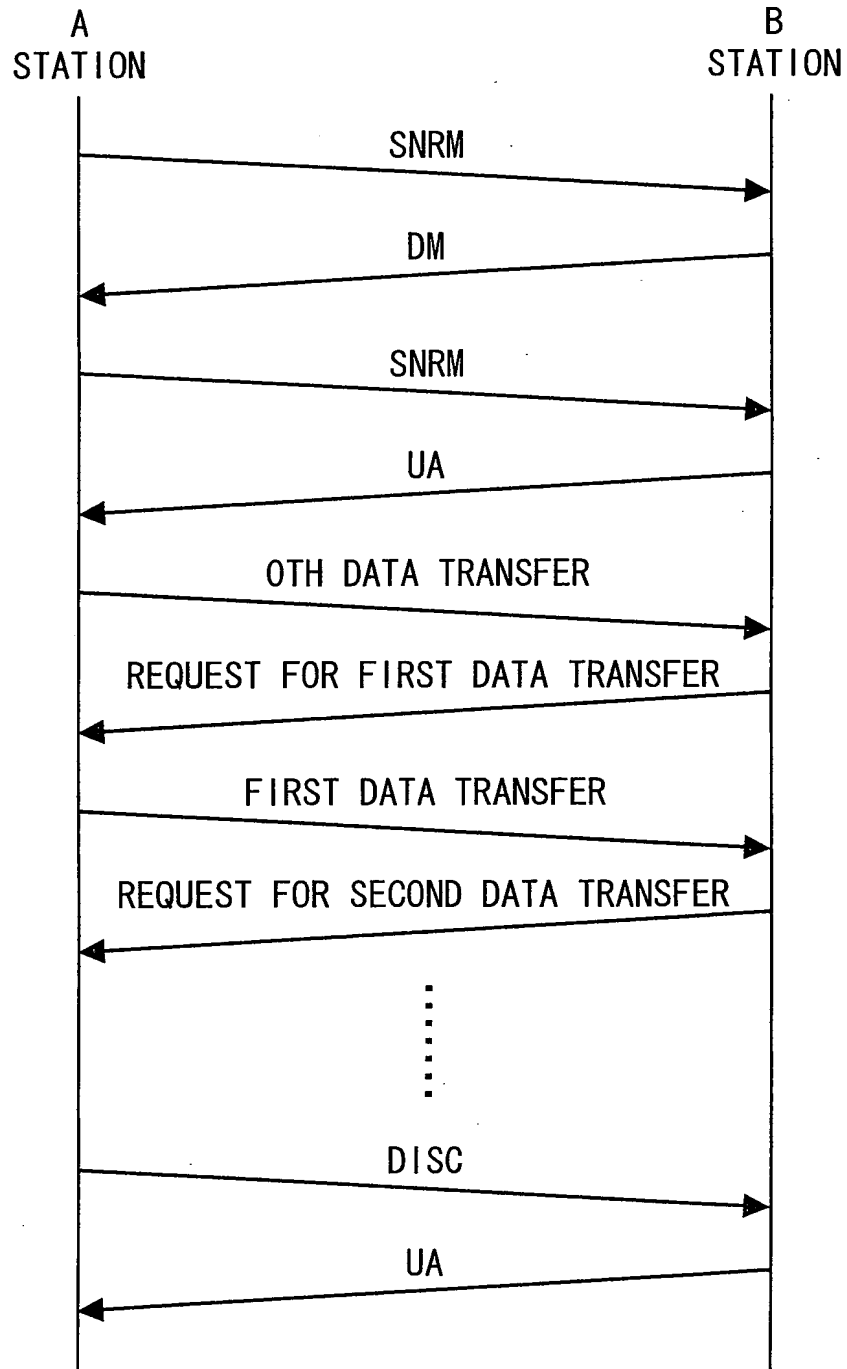 A
STATION
B
STATION
SNRM
DM
SNRM
UA
0TH DATA TRANSFER
REQUEST FOR FIRST DATA TRANSFER
FIRST DATA TRANSFER
REQUEST FOR SECOND DATA TRANSFER
DISC
UA